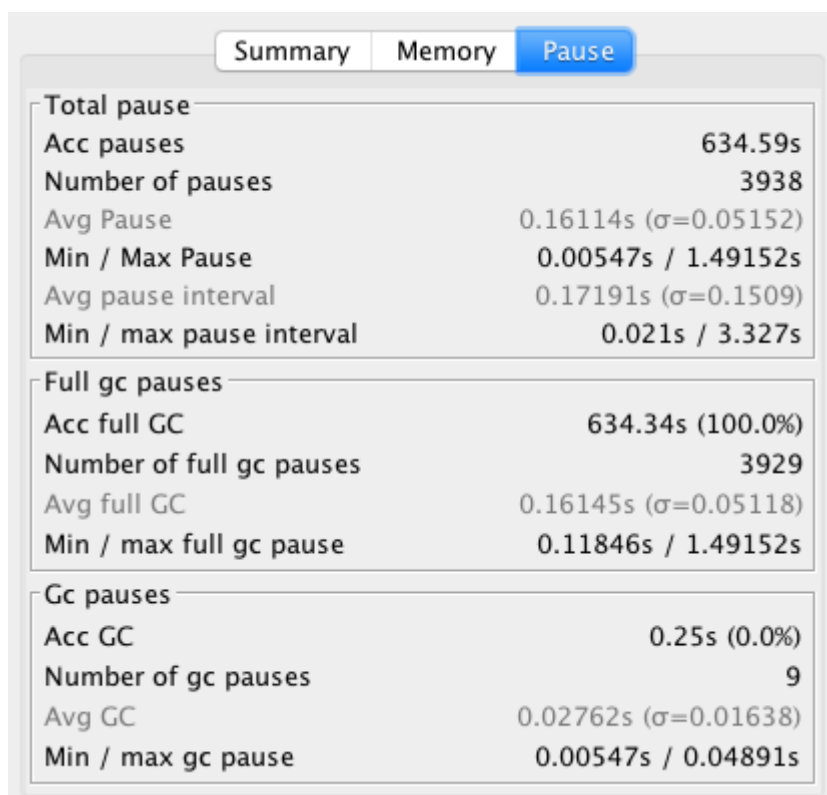 Summary Memory Pause
Total pause
Acc pauses 634.59s
Number of pauses 3938
Avg Pause 0.16114s (σ=0.05152)
Min / Max Pause 0.00547s / 1.49152s
Avg pause interval 0.17191s (σ=0.1509)
Min / max pause interval 0.021s / 3.327s
Full gc pauses
Acc full GC 634.34s (100.0%)
Number of full gc pauses 3929
Avg full GC 0.16145s (σ=0.05118)
Min / max full gc pause 0.11846s / 1.49152s
Gc pauses
Acc GC 0.25s (0.0%)
Number of gc pauses 9
Avg GC 0.02762s (σ=0.01638)
Min / max gc pause 0.00547s / 0.04891s